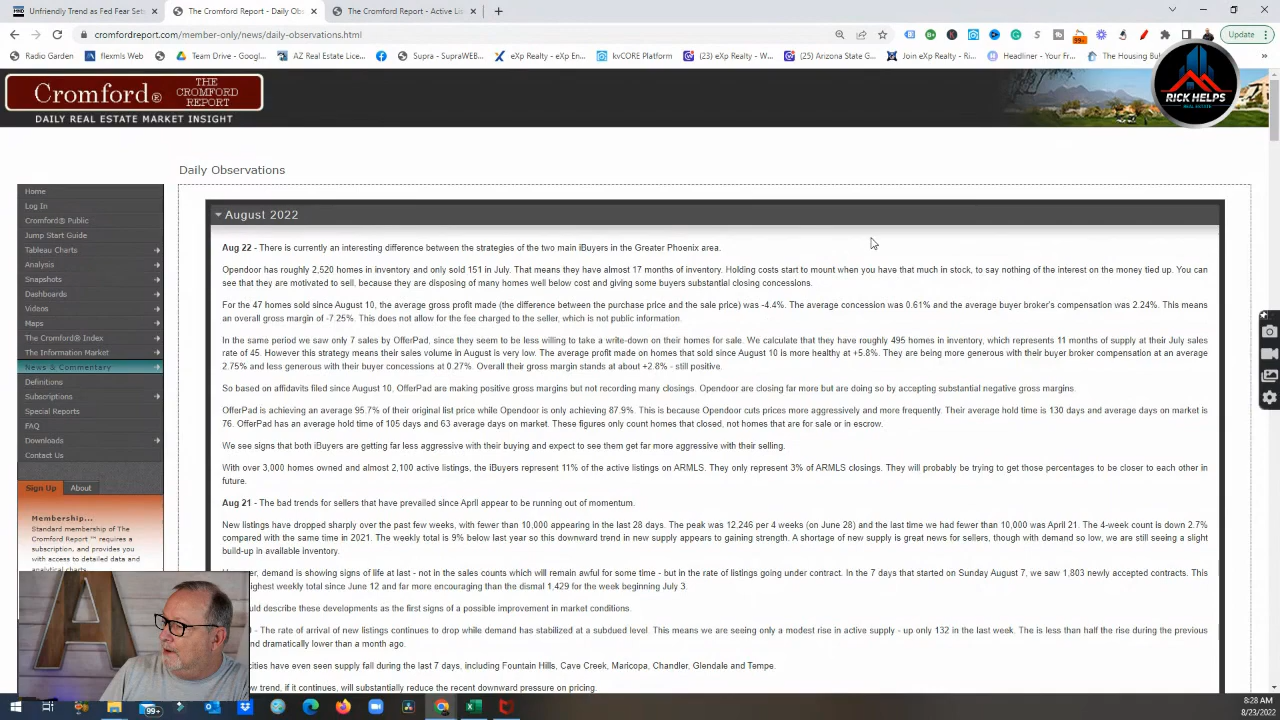 Unfriendly Trend as Fed Fear Set
The Cromford Report - Daily Ob
The Cromford Report - Active Lis
cromfordreport.com/member-only/news/daily-observations.html
Update
Radio Garden
flexmls Web
Team Drive - Googl...
AZ Real Estate Lice...
Supra - SupraWEB...
eXp Realty - eXp En...
kvCORE Platform
(23) eXp Realty - W...
(2) Arizona State G...
Join eXp Realty - Un...
Headliner - Your Fr...
The Housing Bu
Cromford®
THE
CROMFORD
REPORT
DAILY REAL ESTATE MARKET INSIGHT
RICK HELPS
REAL ESTATE
Daily Observations
Home
Log In
Cromford® Public
Jump Start Guide
Tableau Charts
Analysis
Snapshots
Dashboards
Videos
Maps
The Cromford® Index
The Information Market
News & Commentary
Definitions
Subscriptions
Special Reports
FAQ
Downloads
Contact Us
Sign Up
About
Membership...
Standard membership of The
Cromford Report ™ requires a
subscription, and provides you
with access to detailed data and
analytical charts.
August 2022
Aug 22 - There is currently an interesting difference between the strategies of the two main iBuyers in the Greater Phoenix area.
Opendoor has roughly 2,520 homes in inventory and only sold 151 in July. That means they have almost 17 months of inventory. Holding costs start to mount when you have that much in stock, to say nothing of the interest on the money tied up. You can
see that they are motivated to sell, because they are disposing of many homes well below cost and giving some buyers substantial closing concessions.
For the 47 homes sold since August 10, the average gross profit made (the difference between the purchase price and the sale price) was -4.4%. The average concession was 0.61% and the average buyer broker's compensation was 2.24%. This means
an overall gross margin of -7.25%. This does not allow for the fee charged to the seller, which is not public information.
In the same period we saw only 7 sales by OfferPad, since they seem to be less willing to take a write-down on their homes for sale. We calculate that they have roughly 495 homes in inventory, which represents 11 months of supply at their July sales
rate of 45. However this strategy means their sales volume in August is very low. The average profit made on homes that sold since August 10 is more healthy at +5.8%. They are being more generous with their buyer broker compensation at an average
2.75% and less generous with their buyer concessions at 0.27%. Overall their gross margin stands at about +2.8% - still positive.
So based on affidavits filed since August 10, OfferPad are making positive gross margins but not recording many closings. Opendoor are closing far more but are doing so by accepting substantial negative gross margins.
OfferPad is achieving an average 95.7% of their original list price while Opendoor is only achieving 87.9%. This is because Opendoor cuts prices more aggressively and more frequently. Their average hold time is 130 days and average days on market is
76. OfferPad has an average hold time of 105 days and 63 average days on market. These figures only count homes that closed, not homes that are for sale or in escrow.
We see signs that both iBuyers are getting far less aggressive with their buying and expect to see them get far more aggressive with their selling.
With over 3,000 homes owned and almost 2,100 active listings, the iBuyers represent 11% of the active listings on ARMLS. They only represent 3% of ARMLS closings. They will probably be trying to get those percentages to be closer to each other in
future.
Aug 21 - The bad trends for sellers that have prevailed since April appear to be running out of momentum.
New listings have dropped sharply over the past few weeks, with fewer than 10,000 appearing in the last 28 days. The peak was 12,246 per 4 weeks (on June 28) and the last time we had fewer than 10,000 was April 21. The 4-week count is down 2.7%
compared with the same time in 2021. The weekly total is 9% below last year so this downward trend in new supply appears to gaining strength. A shortage of new supply is great news for sellers, though with demand so low, we are still seeing a slight
build-up in available inventory.
demand is showing signs of life at last - not in the sales counts which will remain awful for some time - but in the rate of listings going under contract. In the 7 days that started on Sunday August 7, we saw 1,803 newly accepted contracts. This
highest weekly total since June 12 and far more encouraging than the dismal 1,429 for the week beginning July 3.
describe these developments as the first signs of a possible improvement in market conditions.
- The rate of arrival of new listings continues to drop while demand has stabilized at a subdued level. This means we are seeing only a modest rise in active supply - up only 132 in the last week. The is less than half the rise during the previous
dramatically lower than a month ago.
cities have even seen supply fall during the last 7 days, including Fountain Hills, Cave Creek, Maricopa, Chandler, Glendale and Tempe.
trend, if it continues, will substantially reduce the recent downward pressure on pricing.
A
99+
8:28 AM
8/23/2022